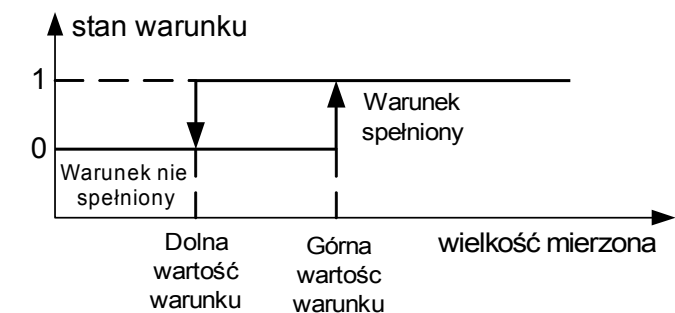 stan warunku
1
Warunek
spełniony
0
Warunek nie
spełniony
Dolna
wartość
warunku
Górna
wartośc
warunku
wielkość mierzona